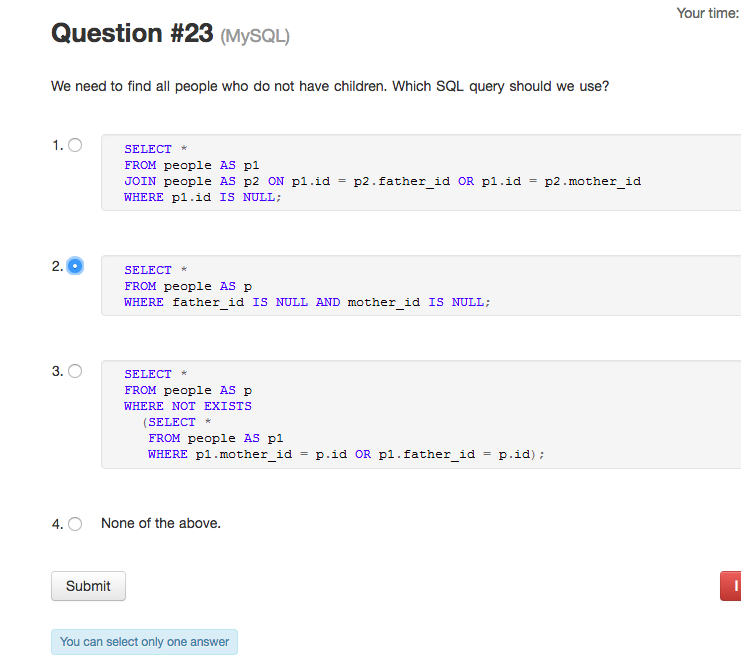 Your time:
Question #23 (MySQL)
We need to find all people who do not have children. Which SQL query should we use?
1.
SELECT *
FROM people AS p1
JOIN people AS p2 ON p1.id = p2.father_id OR p1.id = p2.mother_id
WHERE p1.id IS NULL;
2.
SELECT *
FROM people AS p
WHERE father_id IS NULL AND mother_id IS NULL;
3.
SELECT *
FROM people AS p
WHERE NOT EXISTS
(SELECT *
FROM people AS p1
WHERE p1.mother_id = p.id OR p1.father_id = p.id);
4. None of the above.
Submit
You can select only one answer